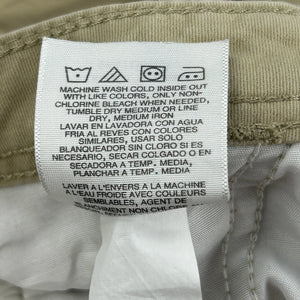 MACHINE WASH COLD INSIDE OUT
WITH LIKE COLORS, ONLY NON-
CHLORINE BLEACH WHEN NEEDED,
TUMBLE DRY MEDIUM OR LINE
DRY, MEDIUM IRON
LAVAR EN LAVADORA CON AGUA
FRIA AL REVES CON COLORES
SIMILARES, USAR SOLO
BLANQUEADOR SIN CLORO SI ES
NECESARIO, SECAR COLGADO O EN
SECADORA A TEMP. MEDIA,
PLANCHAR A TEMP. MEDIA
LAVER A L'ENVERS A LA MACHINE
A L'EAU FROIDE AVEC COULEURS
SEMBLABLES, AGENT DE
BLANCHIMENT NON CHLORE